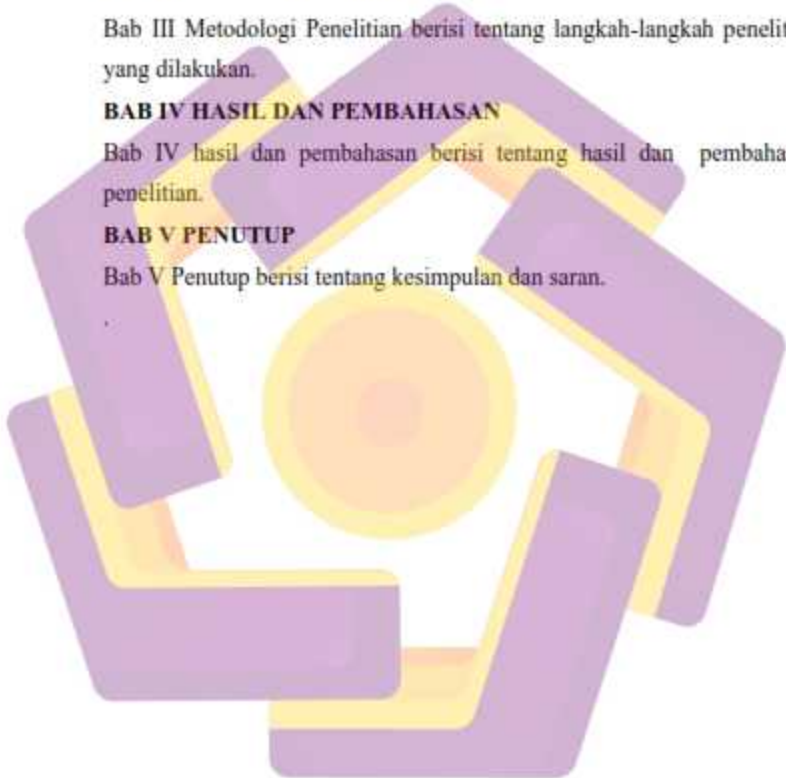 Bab III Metodologi Penelitian berisi tentang langkah-langkah penelit
yang dilakukan.
BAB IV HASIL DAN PEMBAHASAN
Bab IV hasil dan pembahasan berisi tentang hasil dan pembaha
penelitian.
BAB V PENUTUP
Bab V Penutup berisi tentang kesimpulan dan saran.
.